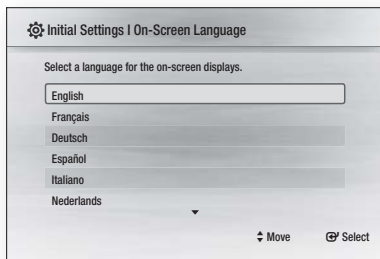 Initial Settings I On-Screen Language
Select a language for the on-screen displays.
English
Français
Deutsch
Español
Italiano
Nederlands
Move Select